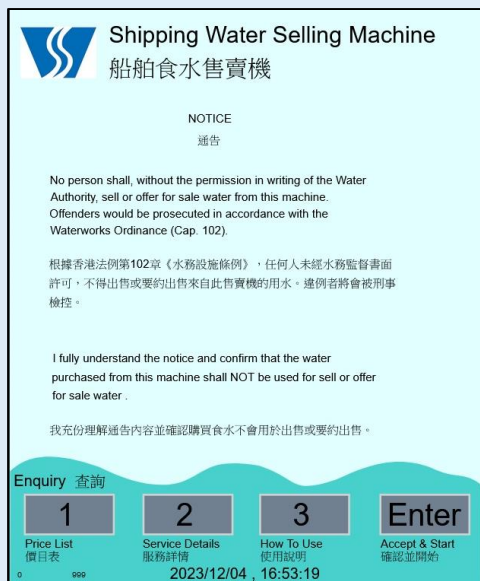 Shipping Water Selling Machine
船舶食水售賣機
NOTICE
通告
No person shall, without the permission in writing of the Water
Authority, sell or offer for sale water from this machine.
Offenders would be prosecuted in accordance with the
Waterworks Ordinance (Cap. 102).
根據香港法例第102章《水務設施條例》，任何人未經水務監督書面
許可，不得出售或要約出售來自此售賣機的用水。違例者將會被刑事
檢控。
I fully understand the notice and confirm that the water
purchased from this machine shall NOT be used for sell or offer
for sale water .
我充份理解通告內容並確認購買食水不會用於出售或要約出售。
Enquiry 查詢
1 2 3 Enter
Price List Service Details How To Use Accept & Start
價目表 服務詳情 使用說明 確認並開始
0 999 2023/12/04 , 16:53:19